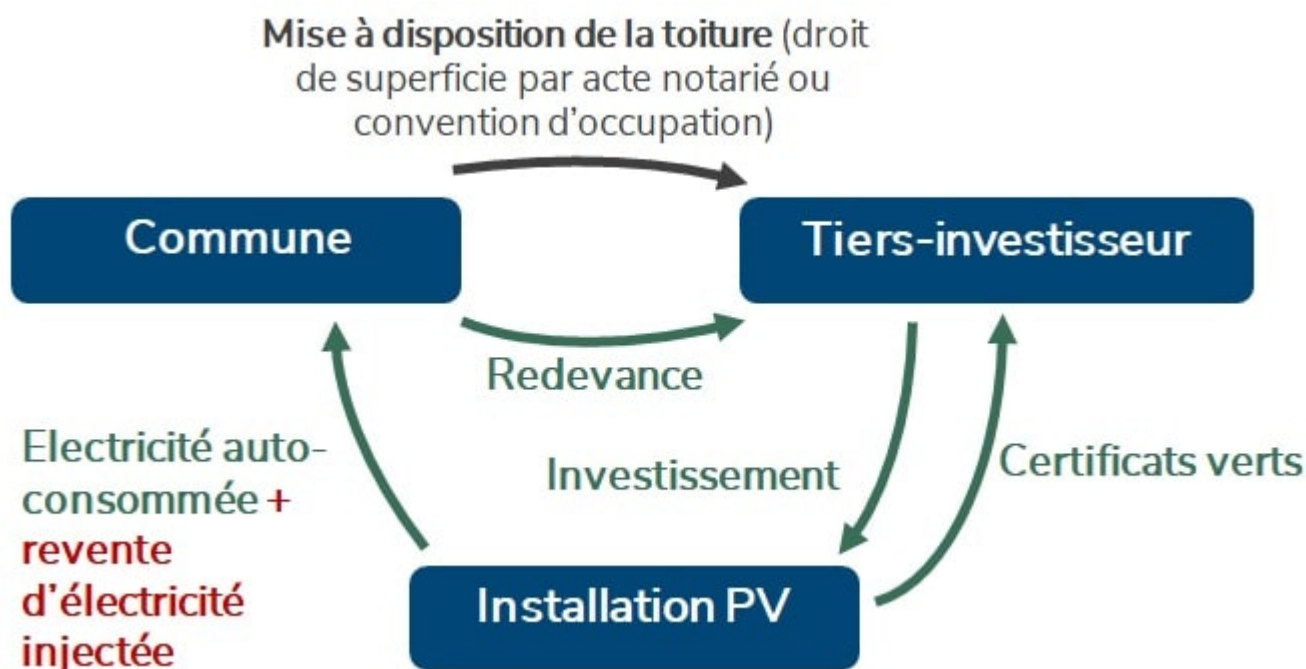 Mise à disposition de la toiture (droit
de superficie par acte notarié ou
convention d'occupation)
Commune
Tiers-investisseur
Redevance
Electricité auto-
consommée +
revente
d'électricité
injectée
Investissement
Certificats verts
Installation PV